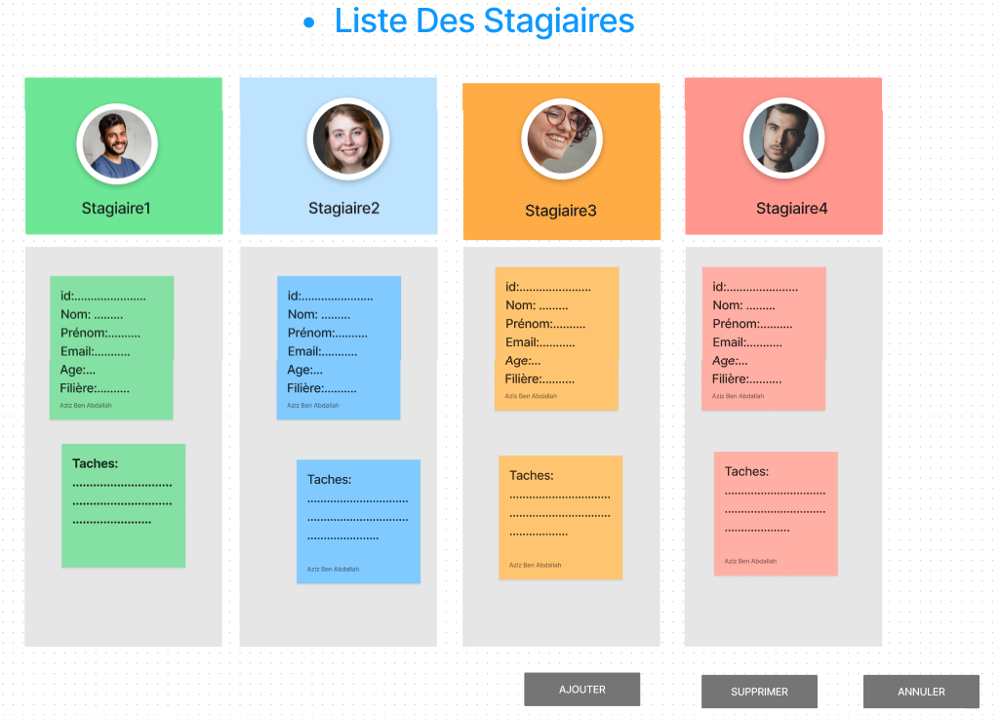 • Liste Des Stagiaires
Stagiaire1
Stagiaire2
Stagiaire3
Stagiaire4
id:......................
Nom: .........
Prénom:..........
Email:...........
Age:...
Filière:..........
Aziz Ben Abdallah
id:......................
Nom: .........
Prénom:..........
Email:...........
Age:...
Filière:..........
Aziz Ben Abdallah
id:......................
Nom: .........
Prénom:..........
Email:...........
Age:...
Filière:..........
Aziz Ben Abdallah
id:......................
Nom: .........
Prénom:..........
Email:...........
Age:...
Filière:..........
Aziz Ben Abdallah
Taches:
...............................
...............................
........................
Taches:
...............................
...............................
......................
Aziz Ben Abdallah
Taches:
...............................
...............................
..................
Aziz Ben Abdallah
Taches:
...............................
...............................
....................
Aziz Ben Abdallah
AJOUTER
SUPPRIMER
ANNULER